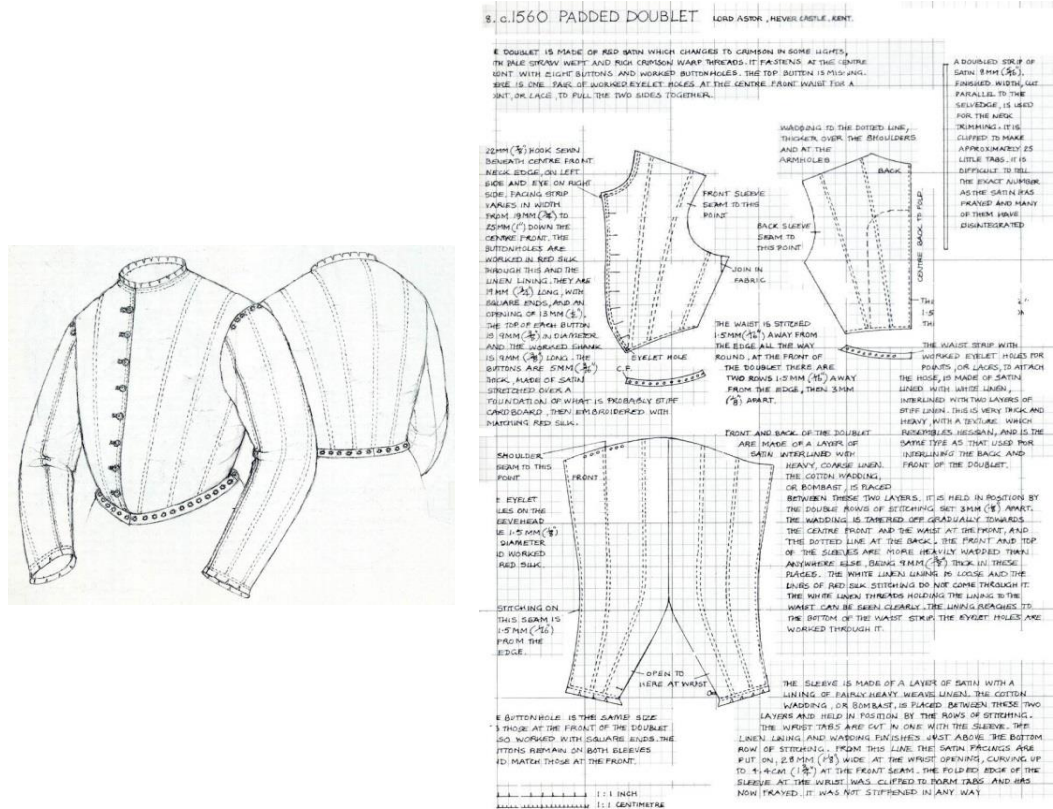 8. c.1560 PADDED DOUBLET LORD ASTOR, HEVER CASTLE, KENT.
E DOUBLET IS MADE OF RED SATIN WHICH CHANGES TO CRIMSON IN SOME LIGHTS,
TH PALE STRAW WEFT AND RICH CRIMSON WARP THREADS. IT FASTENS AT THE CENTRE
ONT WITH EIGHT BUTTONS AND WORKED BUTTONHOLES. THE TOP BUTTON IS MISSING.
ERE IS ONE PAIR OF WORKED EYELET HOLES AT THE CENTRE FRONT WAIST FOR A
INT, OR LACE, TO PULL THE TWO SIDES TOGETHER.
A DOUBLED STRIP OF
SATIN 8MM (5/16"),
FINISHED WIDTH, CUT
PARALLEL TO THE
SELVEDGE, IS USED
FOR THE NECK
TRIMMING. IT IS
CLIPPED TO MAKE
APPROXIMATELY 25
LITTLE TABS. IT IS
DIFFICULT TO TELL
THE EXACT NUMBER
AS THE SATIN HAS
FRAYED AND MANY
OF THEM HAVE
DISINTEGRATED
WADDING TO THE DOTTED LINE,
THICKER OVER THE SHOULDERS
AND AT THE
ARMHOLES
22MM (7/8") HOOK SEWN
BENEATH CENTRE FRONT
NECK EDGE, ON LEFT
SIDE AND EYE ON RIGHT
SIDE, FACING STRIP
VARIES IN WIDTH
FROM 19MM (3/4") TO
25MM (1") DOWN THE
CENTRE FRONT. THE
BUTTONHOLES ARE
WORKED IN RED SILK
THROUGH THIS AND THE
LINEN LINING. THEY ARE
19MM (3/4") LONG, WITH
SQUARE ENDS, AND AN
OPENING OF 13MM (1/2").
THE TOP OF EACH BUTTON
IS 9MM (3/8") IN DIAMETER
AND THE WORKED SHANK
IS 9MM (3/8") LONG. THE
BUTTONS ARE 5MM
THICK, MADE OF SATIN
STRETCHED OVER A
FOUNDATION OF WHAT IS PROBABLY STIFF
CARDBOARD, THEN EMBROIDERED WITH
MATCHING RED SILK.
FRONT SLEEVE
SEAM TO THIS
POINT
JOIN IN
FABRIC
EYELET HOLE
C.F.
BACK
BACK SLEEVE
SEAM TO
THIS POINT
CENTRE BACK TO FOLD
THE
1·5
THI
THE WAIST IS STITCHED
1·5MM (1/16") AWAY FROM
THE EDGE ALL THE WAY
ROUND, AT THE FRONT OF
THE DOUBLET THERE ARE
TWO ROWS 1·5MM (1/16") AWAY
FROM THE EDGE, THEN 3MM
(1/8") APART.
THE WAIST STRIP WITH
WORKED EYELET HOLES FOR
POINTS, OR LACES, TO ATTACH
THE HOSE, IS MADE OF SATIN
LINED WITH WHITE LINEN,
INTERLINED WITH TWO LAYERS OF
STIFF LINEN. THIS IS VERY THICK AND
HEAVY, WITH A TEXTURE WHICH
RESEMBLES HESSIAN, AND IS THE
SAME TYPE AS THAT USED FOR
INTERLINING THE BACK AND
FRONT OF THE DOUBLET.
FRONT AND BACK OF THE DOUBLET
ARE MADE OF A LAYER OF
SATIN INTERLINED WITH
HEAVY, COARSE LINEN.
THE COTTON WADDING,
OR BOMBAST, IS PLACED
BETWEEN THESE TWO LAYERS. IT IS HELD IN POSITION BY
THE DOUBLE ROWS OF STITCHING SET 3MM (1/8") APART.
THE WADDING IS TAPERED OFF GRADUALLY TOWARDS
THE CENTRE FRONT AND THE WAIST AT THE FRONT, AND
THE DOTTED LINE AT THE BACK. THE FRONT AND TOP
OF THE SLEEVES ARE MORE HEAVILY WADDED THAN
ANYWHERE ELSE, BEING 9MM (3/8") THICK IN THESE
PLACES. THE WHITE LINEN LINING IS LOOSE AND THE
LINES OF RED SILK STITCHING DO NOT COME THROUGH IT.
THE WHITE LINEN THREADS HOLDING THE LINING TO THE
WAIST CAN BE SEEN CLEARLY. THE LINING REACHES TO
THE BOTTOM OF THE WAIST STRIP. THE EYELET HOLES ARE
WORKED THROUGH IT.
SHOULDER
SEAM TO THIS
POINT
FRONT
E EYELET
LES ON THE
EEVEHEAD
E 1·5MM (1/16")
DIAMETER
ND WORKED
RED SILK.
STITCHING ON
THIS SEAM IS
1·5MM (1/16")
FROM THE
EDGE.
OPEN TO
HERE AT WRIST
E BUTTONHOLE IS THE SAME SIZE
S THOSE AT THE FRONT OF THE DOUBLET
SO WORKED WITH SQUARE ENDS. THE
TTONS REMAIN ON BOTH SLEEVES
ND MATCH THOSE AT THE FRONT.
THE SLEEVE IS MADE OF A LAYER OF SATIN WITH A
LINING OF FAIRLY HEAVY WEAVE LINEN. THE COTTON
WADDING, OR BOMBAST, IS PLACED BETWEEN THESE TWO
LAYERS AND HELD IN POSITION BY THE ROWS OF STITCHING.
THE WRIST TABS ARE CUT IN ONE WITH THE SLEEVE. THE
LINEN LINING AND WADDING FINISHES JUST ABOVE THE BOTTOM
ROW OF STITCHING. FROM THIS LINE THE SATIN FACINGS ARE
PUT ON, 28MM (1 1/8") WIDE AT THE WRIST OPENING, CURVING UP
TO 4·4CM (1 3/4") AT THE FRONT SEAM. THE FOLDED EDGE OF THE
SLEEVE AT THE WRIST WAS CLIPPED TO FORM TABS AND HAS
NOW FRAYED. IT WAS NOT STIFFENED IN ANY WAY
1:1 INCH
1:1 CENTIMETRE